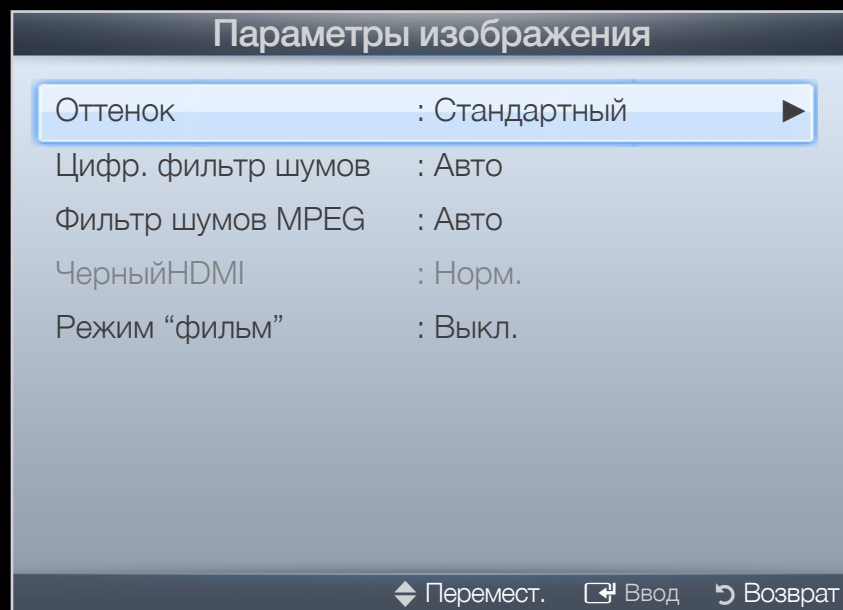 Параметры изображения
Оттенок : Стандартный ►
Цифр. фильтр шумов : Авто
Фильтр шумов MPEG : Авто
ЧерныйHDMI : Норм.
Режим “фильм” : Выкл.
Перемест. Ввод Возврат